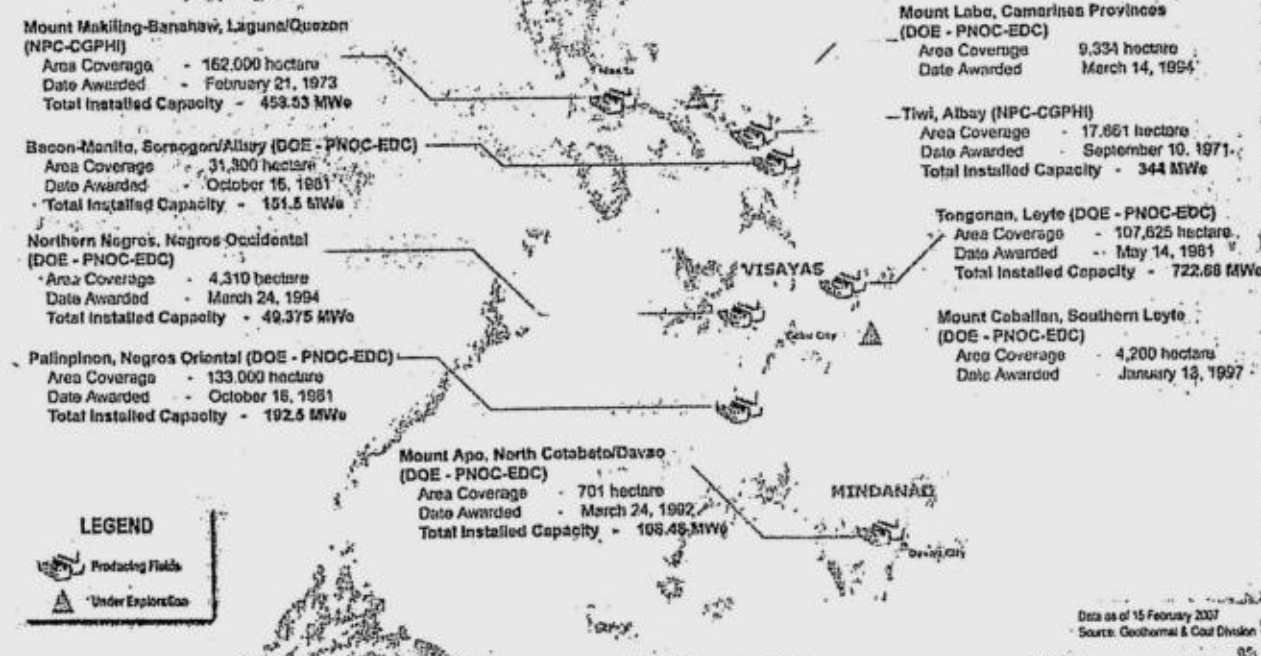 Mount Makiling-Banahaw, Laguna/Quezon
(NPC-CGPHI)
Area Coverage - 162,000 hectare
Date Awarded - February 21, 1973
Total Installed Capacity - 458.53 MWe
Bacon-Manito, Sorsogon/Albay (DOE - PNOC-EDC)
Area Coverage - 31,300 hectare
Date Awarded - October 16, 1981
Total Installed Capacity - 151.5 MWe
Northern Negros, Negros Occidental
(DOE - PNOC-EDC)
Area Coverage - 4,310 hectare
Date Awarded - March 24, 1994
Total Installed Capacity - 49.375 MWe
Palinpinon, Negros Oriental (DOE - PNOC-EDC)
Area Coverage - 133,000 hectare
Date Awarded - October 16, 1981
Total Installed Capacity - 192.5 MWe
Mount Apo, North Cotabato/Davao
(DOE - PNOC-EDC)
Area Coverage - 701 hectare
Date Awarded - March 24, 1992
Total Installed Capacity - 108.48 MWe
Mount Labo, Camarines Provinces
(DOE - PNOC-EDC)
Area Coverage 9,334 hectare
Date Awarded March 14, 1994
Tiwi, Albay (NPC-CGPHI)
Area Coverage - 17,661 hectare
Date Awarded - September 10, 1971
Total Installed Capacity - 344 MWe
Tongonan, Leyte (DOE - PNOC-EDC)
Area Coverage - 107,625 hectare
Date Awarded - May 14, 1981
Total Installed Capacity - 722.68 MWe
Mount Cabalian, Southern Leyte
(DOE - PNOC-EDC)
Area Coverage - 4,200 hectare
Date Awarded - January 13, 1997
Manila
VISAYAS
Cebu City
MINDANAO
Davao City
LEGEND
Producing Fields
Under Exploration
Data as of 15 February 2007
Source: Geothermal & Coal Division